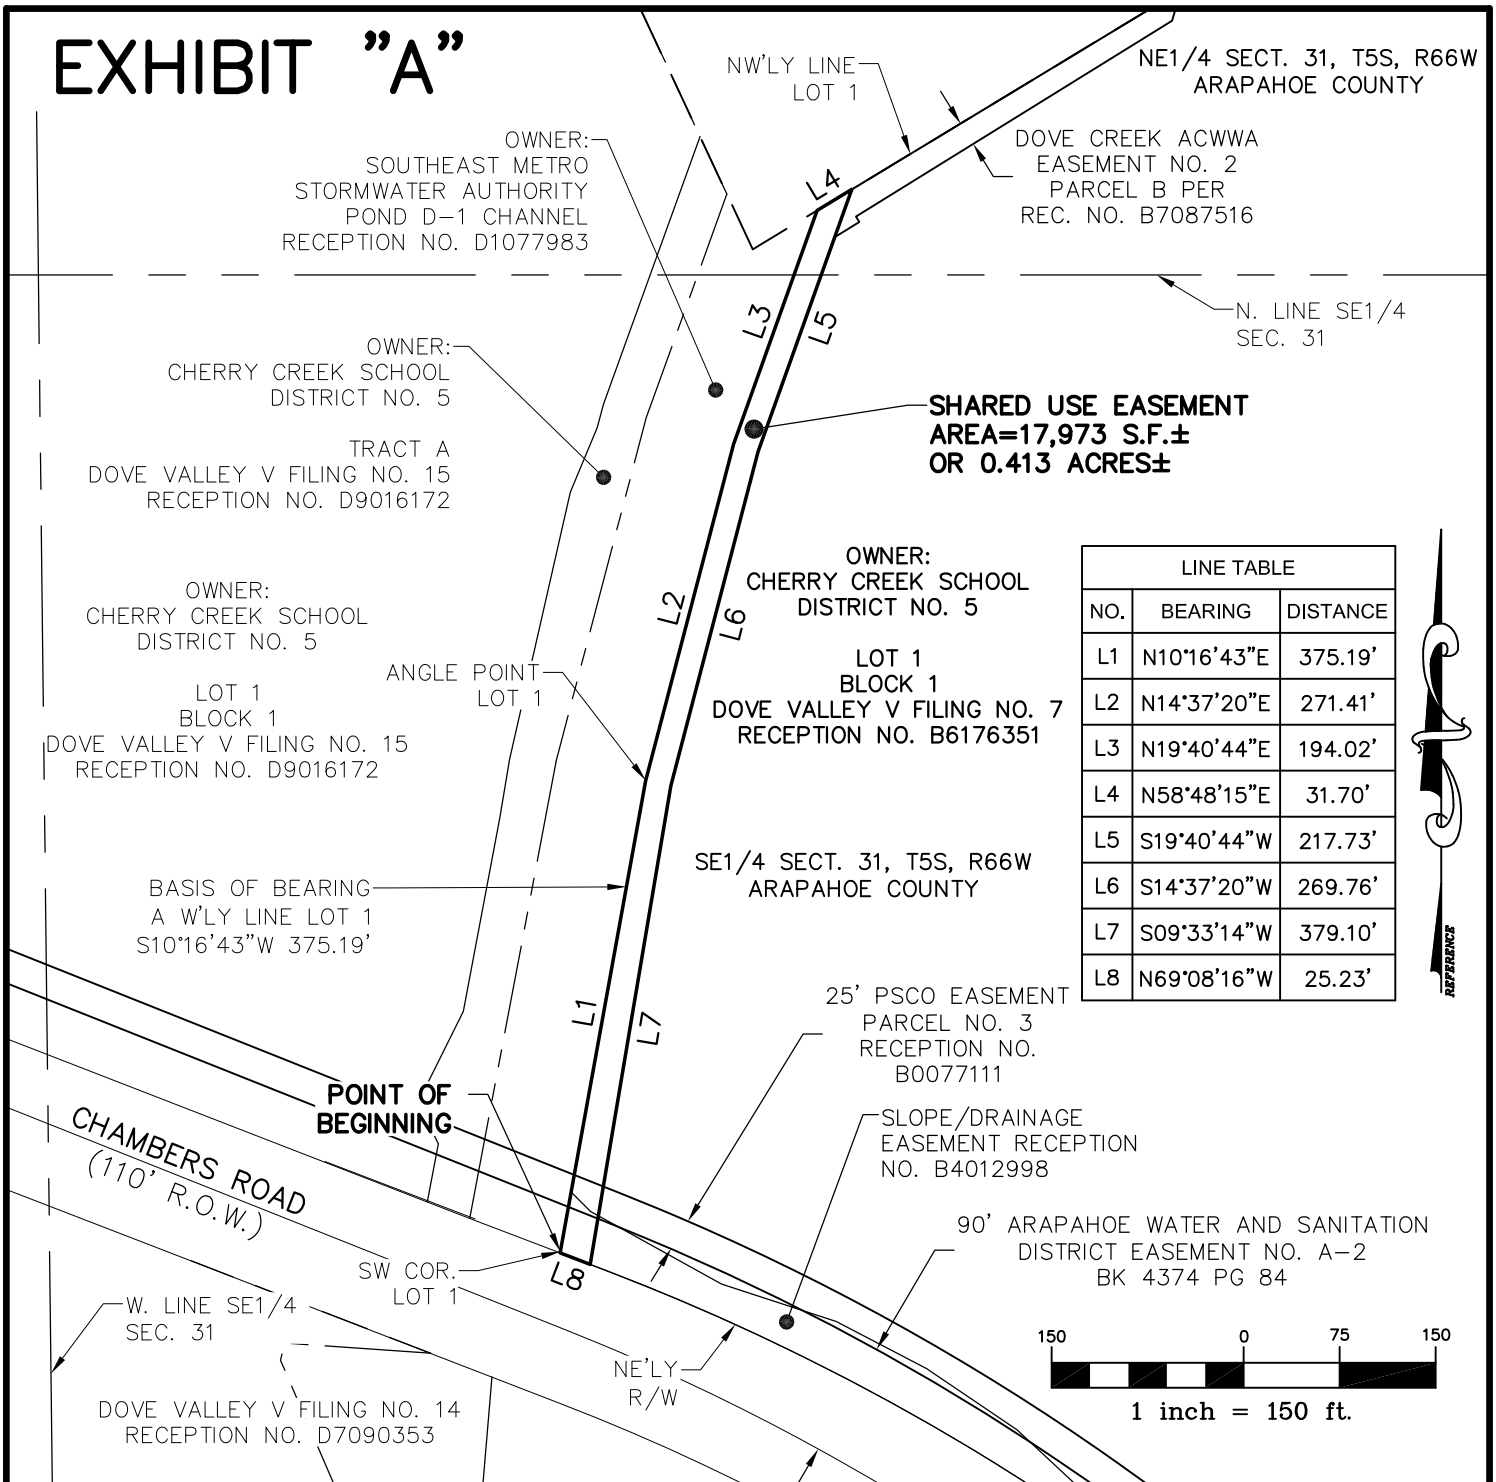 EXHIBIT "A"
NW'LY LINE
LOT 1
NE1/4 SECT. 31, T5S, R66W
ARAPAHOE COUNTY
OWNER:
SOUTHEAST METRO
STORMWATER AUTHORITY
POND D-1 CHANNEL
RECEPTION NO. D1077983
DOVE CREEK ACWWA
EASEMENT NO. 2
PARCEL B PER
REC. NO. B7087516
L4
N. LINE SE1/4
SEC. 31
L3
L5
OWNER:
CHERRY CREEK SCHOOL
DISTRICT NO. 5
TRACT A
DOVE VALLEY V FILING NO. 15
RECEPTION NO. D9016172
SHARED USE EASEMENT
AREA=17,973 S.F.±
OR 0.413 ACRES±
OWNER:
CHERRY CREEK SCHOOL
DISTRICT NO. 5
LOT 1
BLOCK 1
DOVE VALLEY V FILING NO. 15
RECEPTION NO. D9016172
L2
L6
OWNER:
CHERRY CREEK SCHOOL
DISTRICT NO. 5
LOT 1
BLOCK 1
DOVE VALLEY V FILING NO. 7
RECEPTION NO. B6176351
ANGLE POINT
LOT 1
LINE TABLE
NO. BEARING DISTANCE
L1 N10°16'43"E 375.19'
L2 N14°37'20"E 271.41'
L3 N19°40'44"E 194.02'
L4 N58°48'15"E 31.70'
L5 S19°40'44"W 217.73'
L6 S14°37'20"W 269.76'
L7 S09°33'14"W 379.10'
L8 N69°08'16"W 25.23'
REFERENCE
SE1/4 SECT. 31, T5S, R66W
ARAPAHOE COUNTY
BASIS OF BEARING
A W'LY LINE LOT 1
S10°16'43"W 375.19'
L1
L7
25' PSCO EASEMENT
PARCEL NO. 3
RECEPTION NO.
B0077111
POINT OF
BEGINNING
CHAMBERS ROAD
(110' R.O.W.)
SLOPE/DRAINAGE
EASEMENT RECEPTION
NO. B4012998
90' ARAPAHOE WATER AND SANITATION
DISTRICT EASEMENT NO. A-2
BK 4374 PG 84
SW COR.
LOT 1
L8
W. LINE SE1/4
SEC. 31
NE'LY
R/W
DOVE VALLEY V FILING NO. 14
RECEPTION NO. D7090353
150 0 75 150
1 inch = 150 ft.